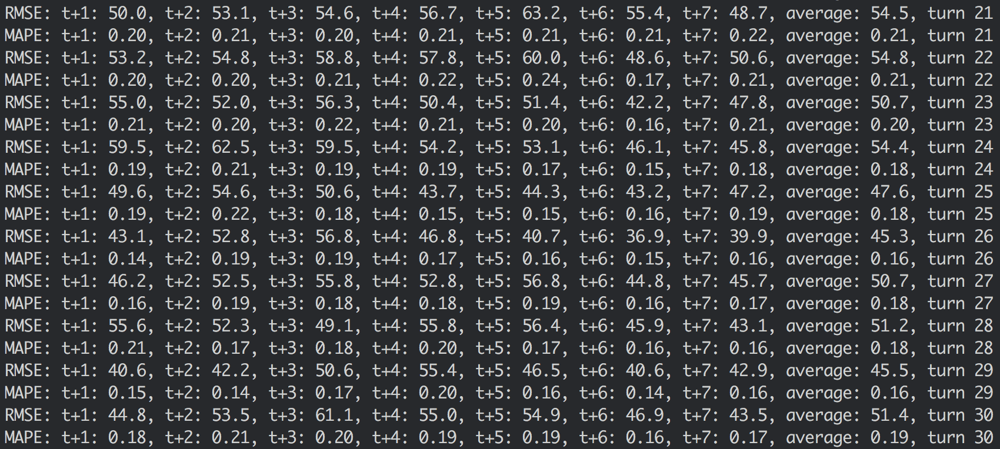 RMSE: t+1: 50.0, t+2: 53.1, t+3: 54.6, t+4: 56.7, t+5: 63.2, t+6: 55.4, t+7: 48.7, average: 54.5, turn 21
MAPE: t+1: 0.20, t+2: 0.21, t+3: 0.20, t+4: 0.21, t+5: 0.21, t+6: 0.21, t+7: 0.22, average: 0.21, turn 21
RMSE: t+1: 53.2, t+2: 54.8, t+3: 58.8, t+4: 57.8, t+5: 60.0, t+6: 48.6, t+7: 50.6, average: 54.8, turn 22
MAPE: t+1: 0.20, t+2: 0.20, t+3: 0.21, t+4: 0.22, t+5: 0.24, t+6: 0.17, t+7: 0.21, average: 0.21, turn 22
RMSE: t+1: 55.0, t+2: 52.0, t+3: 56.3, t+4: 50.4, t+5: 51.4, t+6: 42.2, t+7: 47.8, average: 50.7, turn 23
MAPE: t+1: 0.21, t+2: 0.20, t+3: 0.22, t+4: 0.21, t+5: 0.20, t+6: 0.16, t+7: 0.21, average: 0.20, turn 23
RMSE: t+1: 59.5, t+2: 62.5, t+3: 59.5, t+4: 54.2, t+5: 53.1, t+6: 46.1, t+7: 45.8, average: 54.4, turn 24
MAPE: t+1: 0.19, t+2: 0.21, t+3: 0.19, t+4: 0.19, t+5: 0.17, t+6: 0.15, t+7: 0.18, average: 0.18, turn 24
RMSE: t+1: 49.6, t+2: 54.6, t+3: 50.6, t+4: 43.7, t+5: 44.3, t+6: 43.2, t+7: 47.2, average: 47.6, turn 25
MAPE: t+1: 0.19, t+2: 0.22, t+3: 0.18, t+4: 0.15, t+5: 0.15, t+6: 0.16, t+7: 0.19, average: 0.18, turn 25
RMSE: t+1: 43.1, t+2: 52.8, t+3: 56.8, t+4: 46.8, t+5: 40.7, t+6: 36.9, t+7: 39.9, average: 45.3, turn 26
MAPE: t+1: 0.14, t+2: 0.19, t+3: 0.19, t+4: 0.17, t+5: 0.16, t+6: 0.15, t+7: 0.16, average: 0.16, turn 26
RMSE: t+1: 46.2, t+2: 52.5, t+3: 55.8, t+4: 52.8, t+5: 56.8, t+6: 44.8, t+7: 45.7, average: 50.7, turn 27
MAPE: t+1: 0.16, t+2: 0.19, t+3: 0.18, t+4: 0.18, t+5: 0.19, t+6: 0.16, t+7: 0.17, average: 0.18, turn 27
RMSE: t+1: 55.6, t+2: 52.3, t+3: 49.1, t+4: 55.8, t+5: 56.4, t+6: 45.9, t+7: 43.1, average: 51.2, turn 28
MAPE: t+1: 0.21, t+2: 0.17, t+3: 0.18, t+4: 0.20, t+5: 0.17, t+6: 0.16, t+7: 0.16, average: 0.18, turn 28
RMSE: t+1: 40.6, t+2: 42.2, t+3: 50.6, t+4: 55.4, t+5: 46.5, t+6: 40.6, t+7: 42.9, average: 45.5, turn 29
MAPE: t+1: 0.15, t+2: 0.14, t+3: 0.17, t+4: 0.20, t+5: 0.16, t+6: 0.14, t+7: 0.16, average: 0.16, turn 29
RMSE: t+1: 44.8, t+2: 53.5, t+3: 61.1, t+4: 55.0, t+5: 54.9, t+6: 46.9, t+7: 43.5, average: 51.4, turn 30
MAPE: t+1: 0.18, t+2: 0.21, t+3: 0.20, t+4: 0.19, t+5: 0.19, t+6: 0.16, t+7: 0.17, average: 0.19, turn 30